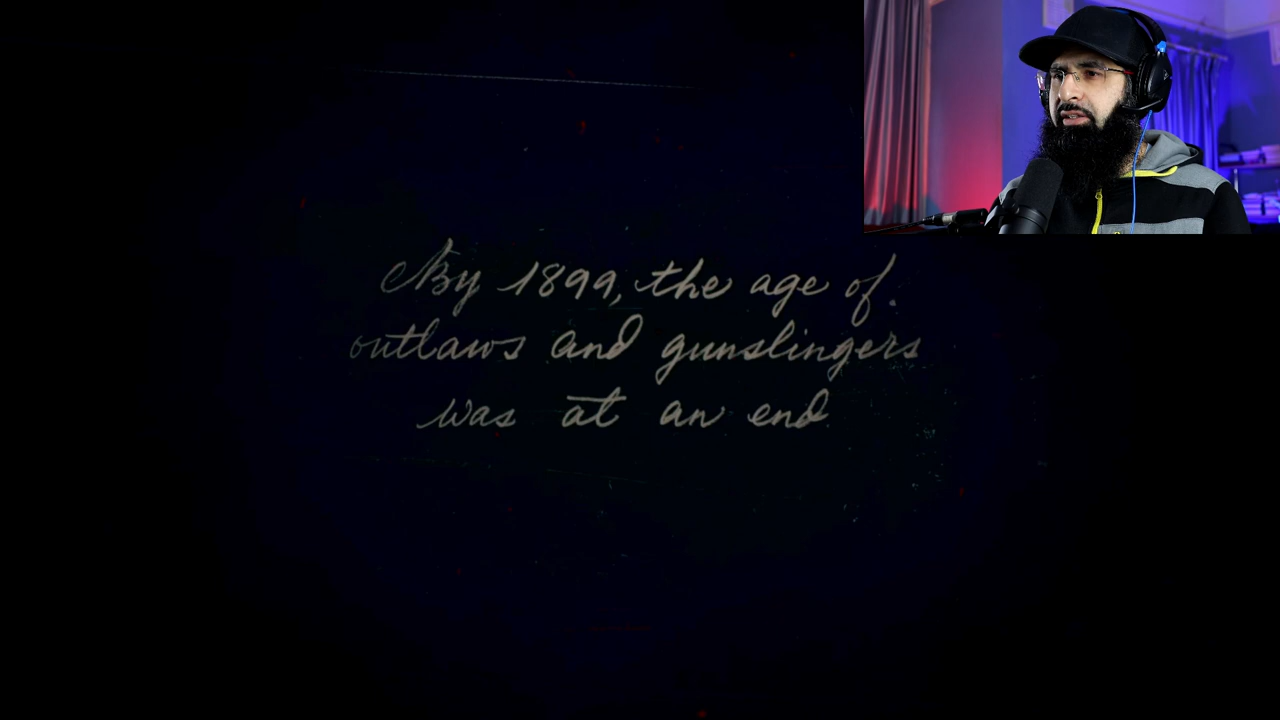 By 1899, the age of
outlaws and gunslingers
was at an end